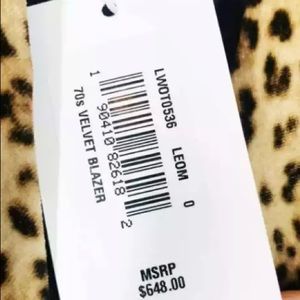 LWOT0536 LEOM 0
1 90410 82618 2
70s VELVET BLAZER
MSRP
$648.00